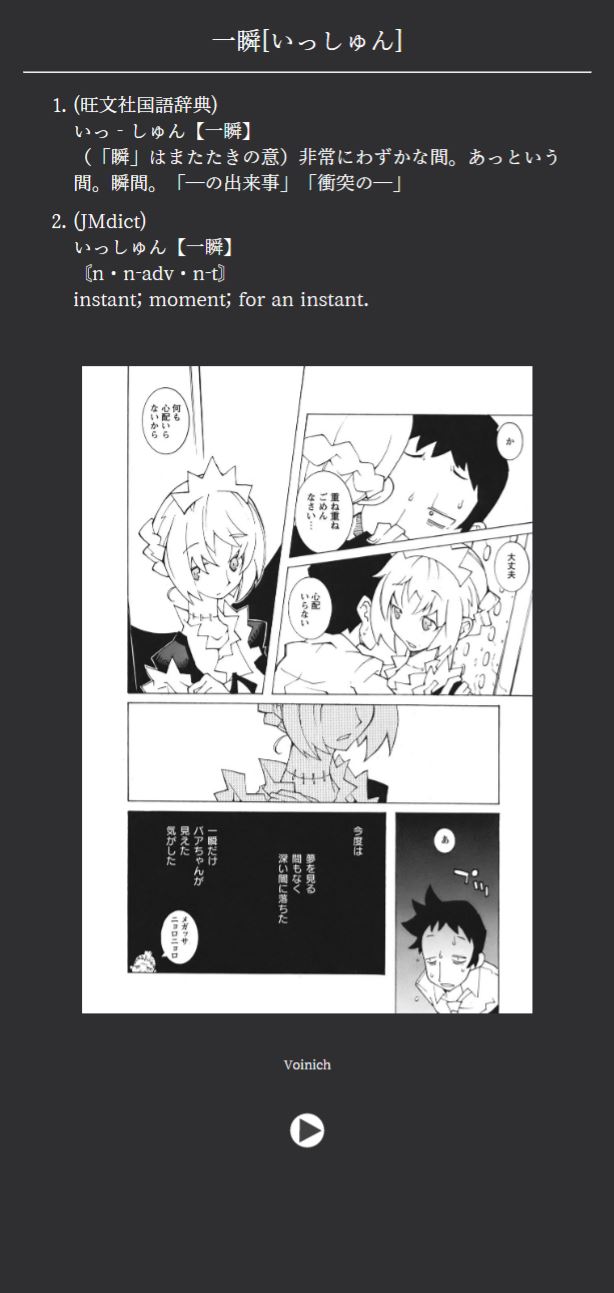 一瞬[いっしゅん]
1. (旺文社国語辞典)
いっ‐しゅん【一瞬】
（「瞬」はまたたきの意）非常にわずかな間。あっという
間。瞬間。「―の出来事」「衝突の―」
2. (JMdict)
いっしゅん【一瞬】
〘n・n-adv・n-t〙
instant; moment; for an instant.
か
重ね重ね
ごめん
なさい…
大丈夫
心配
いらない
何も
心配いら
ないから
あ
今度は
夢を見る
間もなく
深い闇に落ちた
一瞬だけ
バアちゃんが
見えた
気がした
メガッサ
ニョロニョロ
Voinich